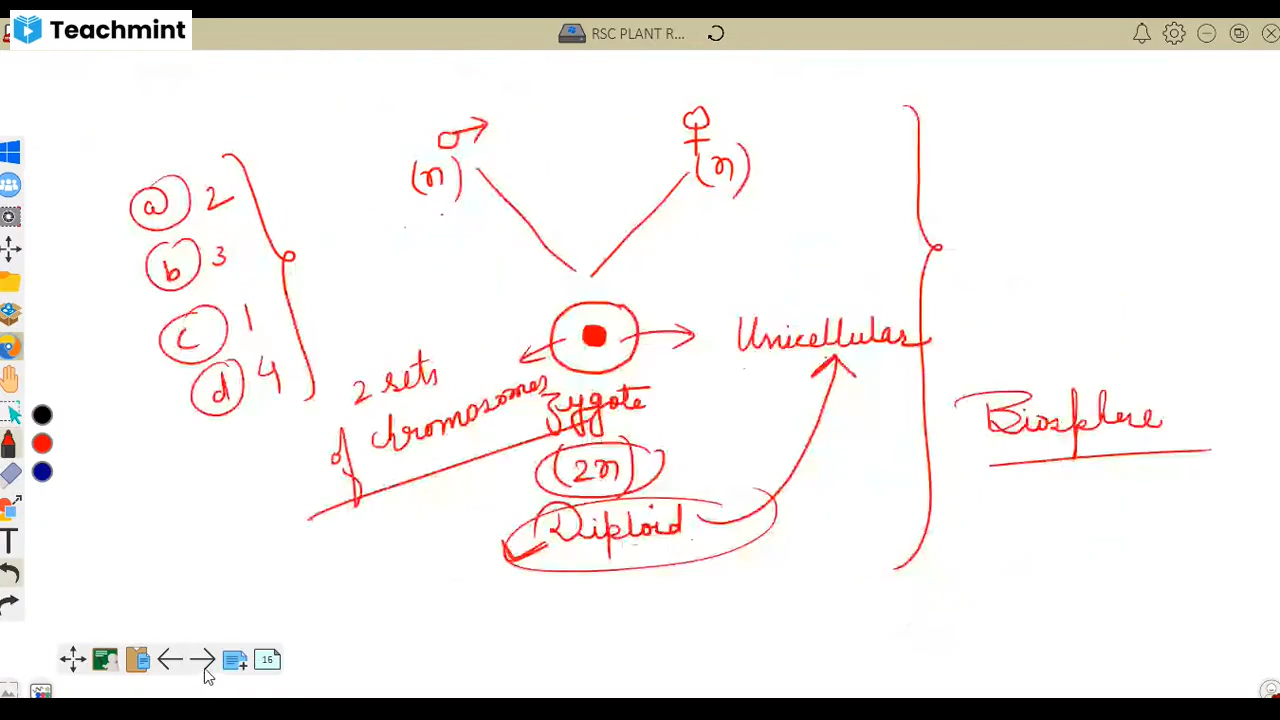 Teachmint
RSC PLANT R...
♂ ♀
(n) (n)
a 2
b 3
c 1
d 4
Unicellular
2 sets
of chromosomes
Zygote
(2n)
Diploid
Biosphere
T
16